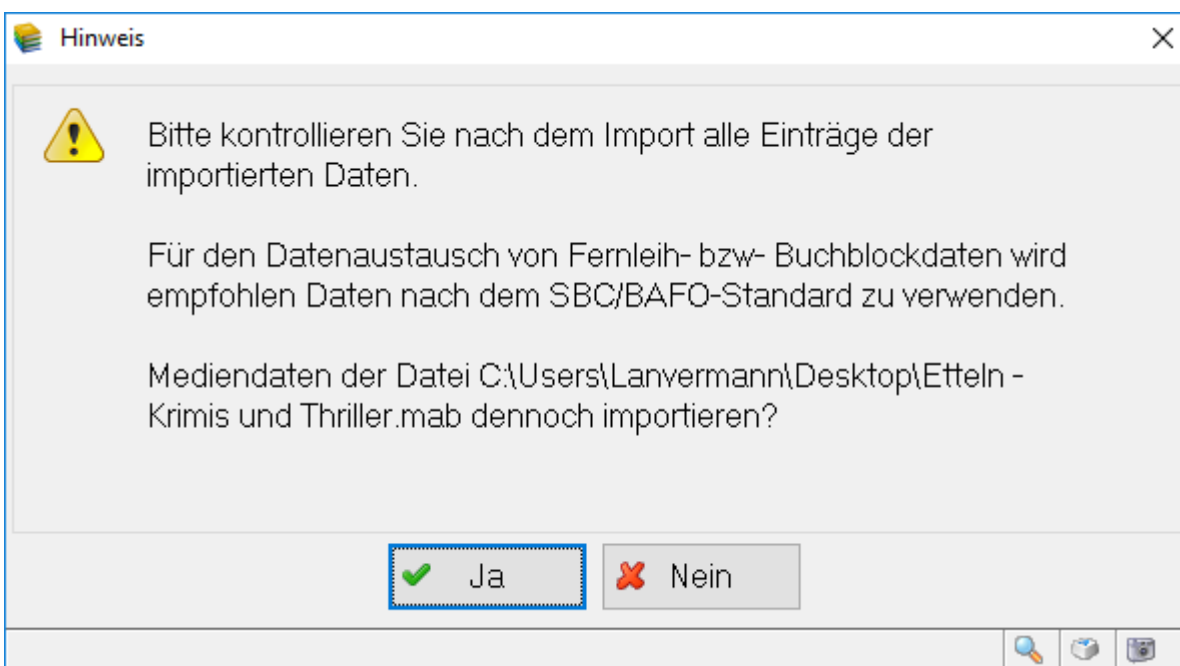 Hinweis
Bitte kontrollieren Sie nach dem Import alle Einträge der
importierten Daten.
Für den Datenaustausch von Fernleih- bzw- Buchblockdaten wird
empfohlen Daten nach dem SBC/BAFO-Standard zu verwenden.
Mediendaten der Datei C:\Users\Lanvermann\Desktop\Etteln -
Krimis und Thriller.mab dennoch importieren?
Ja
Nein